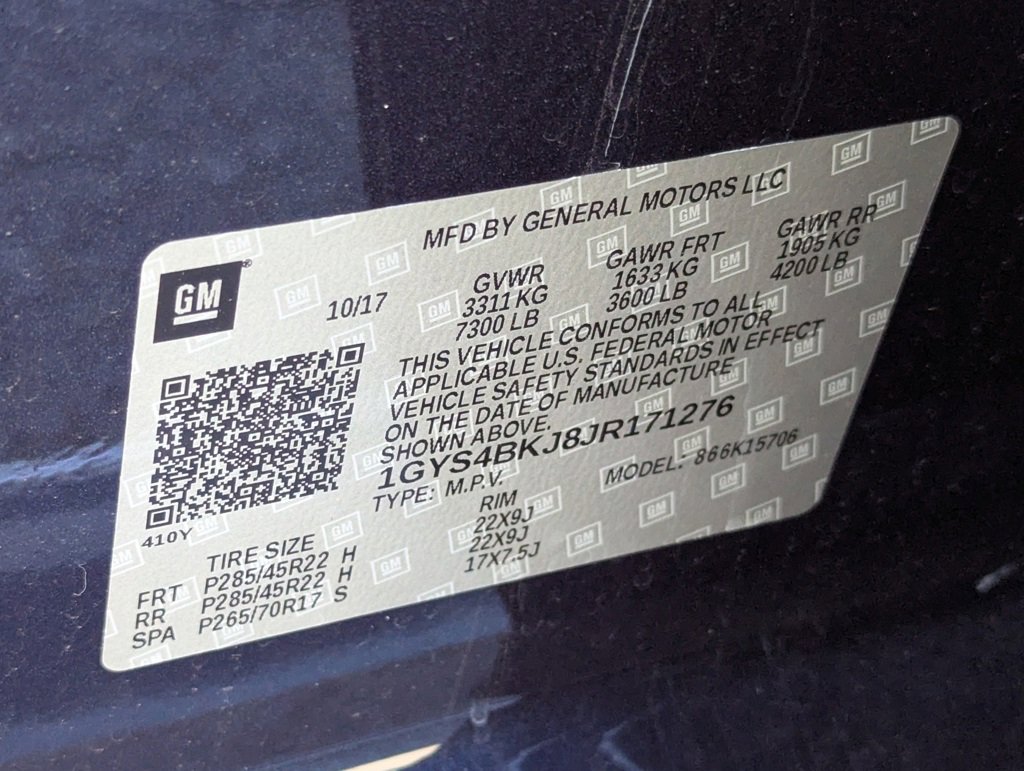 MFD BY GENERAL MOTORS LLC
GM®
10/17
GVWR GAWR FRT GAWR RR
3311 KG 1633 KG 1905 KG
7300 LB 3600 LB 4200 LB
THIS VEHICLE CONFORMS TO ALL
APPLICABLE U.S. FEDERAL MOTOR
VEHICLE SAFETY STANDARDS IN EFFECT
ON THE DATE OF MANUFACTURE
SHOWN ABOVE.
1GYS4BKJ8JR171276
TYPE: M.P.V. MODEL: 866K15706
410Y
TIRE SIZE RIM
FRT P285/45R22 H 22X9J
RR P285/45R22 H 22X9J
SPA P265/70R17 S 17X7.5J